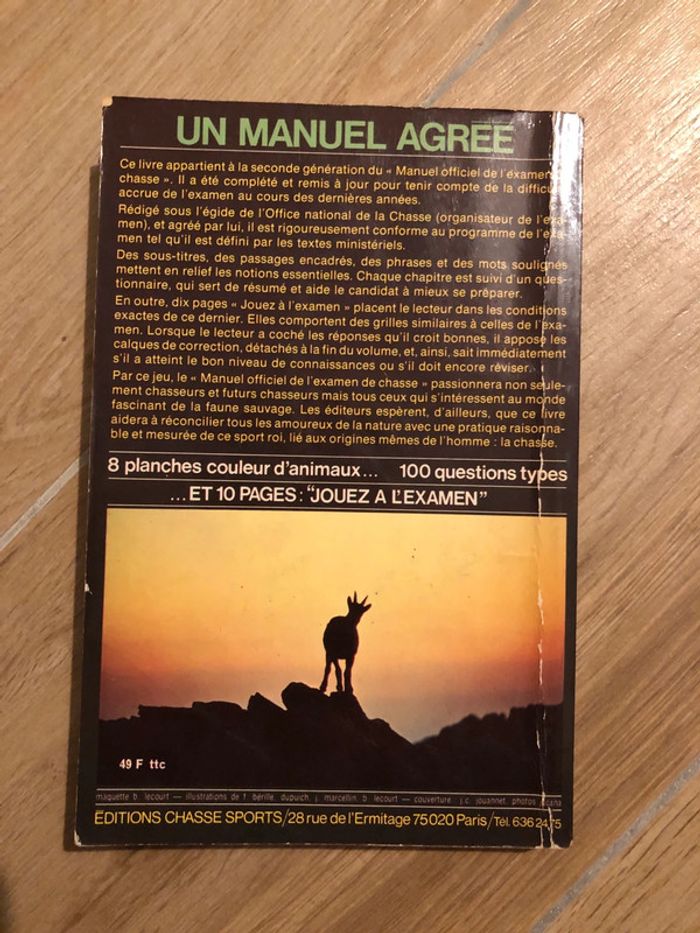 UN MANUEL AGRÉÉ
Ce livre appartient à la seconde génération du « Manuel officiel de l'examen
chasse ». Il a été complété et remis à jour pour tenir compte de la difficul
accrue de l'examen au cours des dernières années.
Rédigé sous l'égide de l'Office national de la Chasse (organisateur de l'exa-
men), et agréé par lui, il est rigoureusement conforme au programme de l'exa-
men tel qu'il est défini par les textes ministériels.
Des sous-titres, des passages encadrés, des phrases et des mots soulignés
mettent en relief les notions essentielles. Chaque chapitre est suivi d'un ques-
tionnaire, qui sert de résumé et aide le candidat à mieux se préparer.
En outre, dix pages « Jouez à l'examen » placent le lecteur dans les conditions
exactes de ce dernier. Elles comportent des grilles similaires à celles de l'exa-
men. Lorsque le lecteur a coché les réponses qu'il croit bonnes, il appose les
calques de correction, détachés à la fin du volume, et, ainsi, sait immédiatement
s'il a atteint le bon niveau de connaissances ou s'il doit encore réviser.
Par ce jeu, le « Manuel officiel de l'examen de chasse » passionnera non seule-
ment chasseurs et futurs chasseurs mais tous ceux qui s'intéressent au monde
fascinant de la faune sauvage. Les éditeurs espèrent, d'ailleurs, que ce livre
aidera à réconcilier tous les amoureux de la nature avec une pratique raisonna-
ble et mesurée de ce sport roi, lié aux origines mêmes de l'homme : la chasse.
8 planches couleur d'animaux... 100 questions types
...ET 10 PAGES : "JOUEZ A L'EXAMEN"
49 F ttc
maquette b. lecourt — illustrations de f. bérille, dupuich, j. marcellin, b. lecourt — couverture j.c. jouannet, photos
ÉDITIONS CHASSE SPORTS/28 rue de l'Ermitage 75020 Paris/Tél. 636 24 75